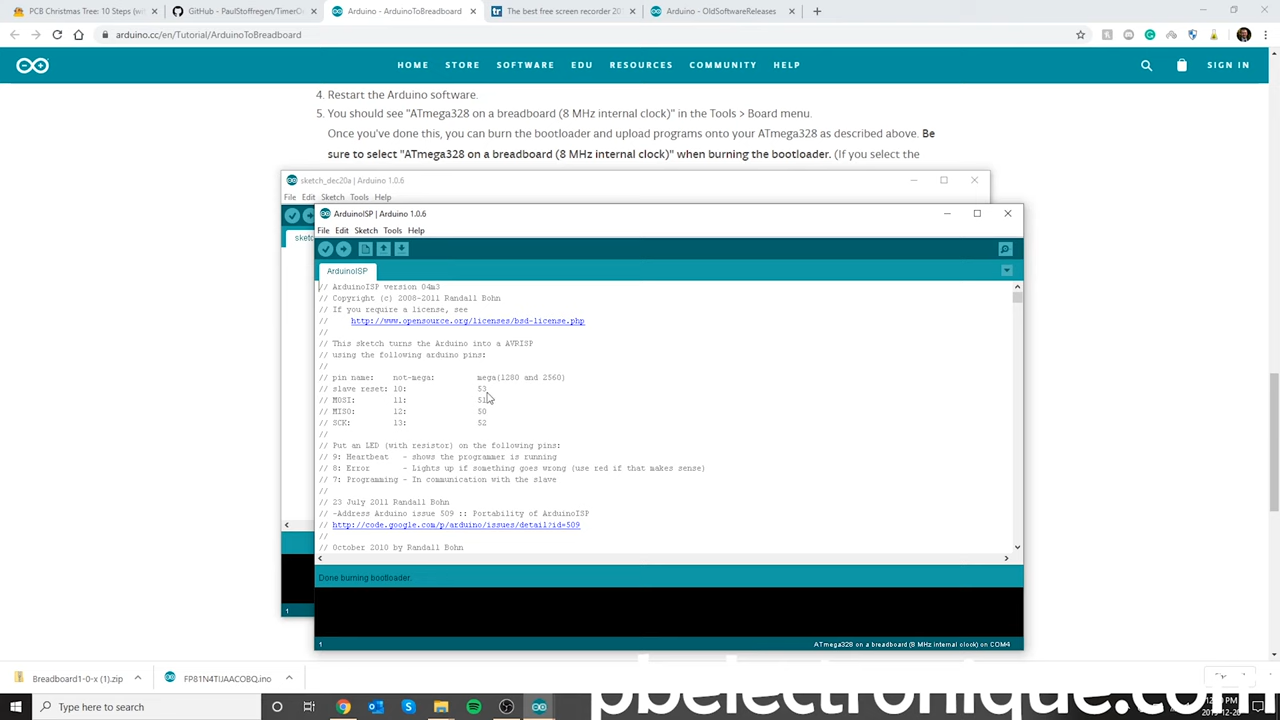 PCB Christmas Tree: 10 Steps (wit
GitHub - PaulStoffregen/TimerO
Arduino - ArduinoToBreadboard
The best free screen recorder 20
Arduino - OldSoftwareReleases
arduino.cc/en/Tutorial/ArduinoToBreadboard
HOME STORE SOFTWARE EDU RESOURCES COMMUNITY HELP
SIGN IN
4. Restart the Arduino software.
5. You should see "ATmega328 on a breadboard (8 MHz internal clock)" in the Tools > Board menu.
Once you've done this, you can burn the bootloader and upload programs onto your ATmega328 as described above. Be
sure to select "ATmega328 on a breadboard (8 MHz internal clock)" when burning the bootloader. (If you select the
sketch_dec20a | Arduino 1.0.6
File Edit Sketch Tools Help
sketc
ArduinoISP | Arduino 1.0.6
File Edit Sketch Tools Help
ArduinoISP
// ArduinoISP version 04m3
// Copyright (c) 2008-2011 Randall Bohn
// If you require a license, see
// http://www.opensource.org/licenses/bsd-license.php
//
// This sketch turns the Arduino into a AVRISP
// using the following arduino pins:
//
// pin name: not-mega: mega(1280 and 2560)
// slave reset: 10: 53
// MOSI: 11: 51
// MISO: 12: 50
// SCK: 13: 52
//
// Put an LED (with resistor) on the following pins:
// 9: Heartbeat - shows the programmer is running
// 8: Error - Lights up if something goes wrong (use red if that makes sense)
// 7: Programming - In communication with the slave
//
// 23 July 2011 Randall Bohn
// -Address Arduino issue 509 :: Portability of ArduinoISP
// http://code.google.com/p/arduino/issues/detail?id=509
//
// October 2010 by Randall Bohn
Done burning bootloader.
1
1
ATmega328 on a breadboard (8 MHz internal clock) on COM4
Breadboard1-0-x (1).zip
FP81N4TIJAACOBQ.ino
Type here to search